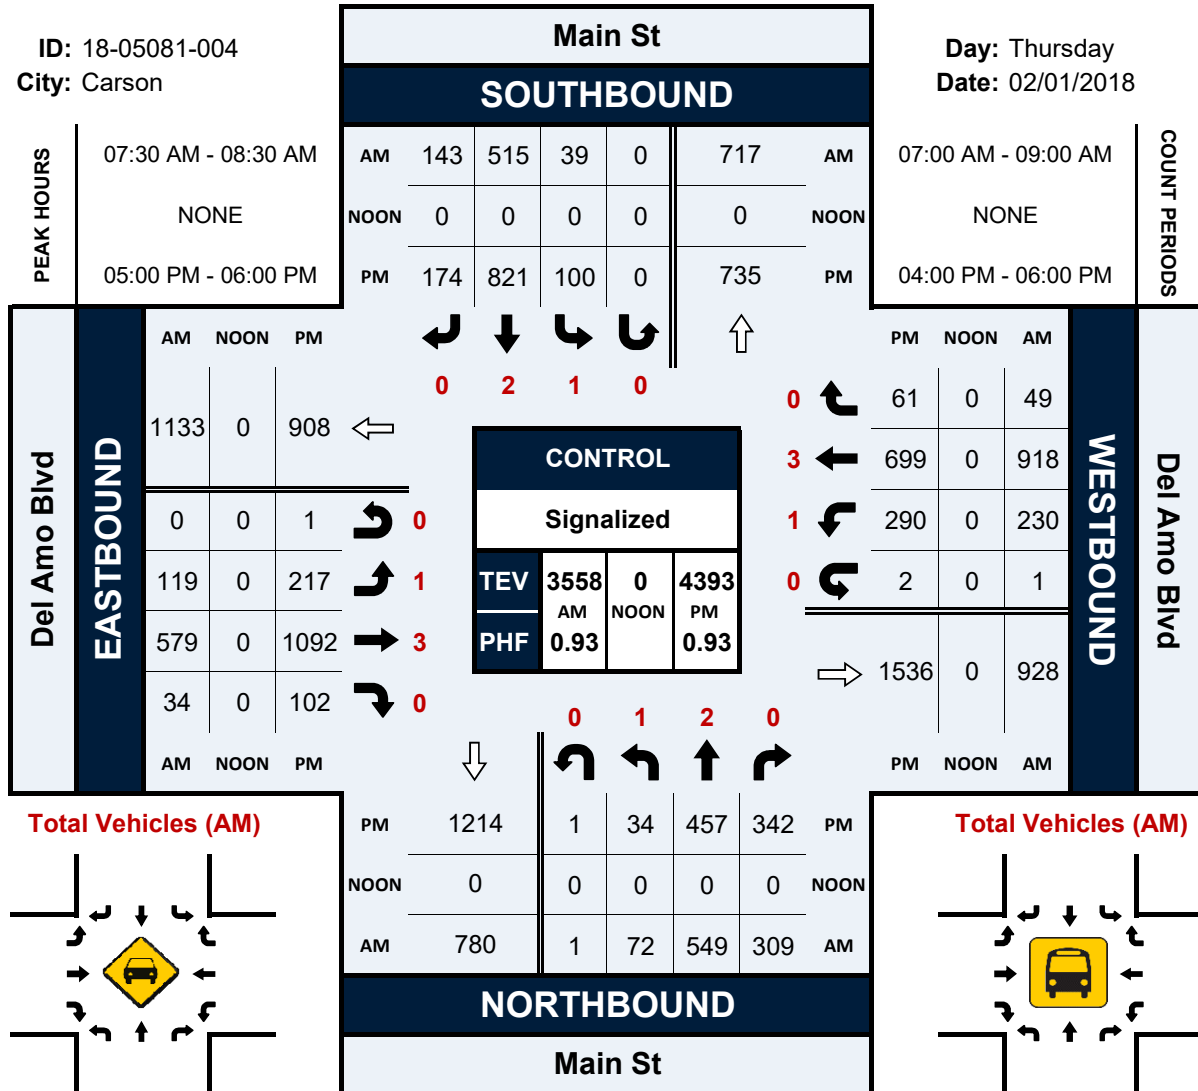 Main St
ID: 18-05081-004
Day: Thursday
City: Carson
Date: 02/01/2018
SOUTHBOUND
PEAK HOURS
07:30 AM - 08:30 AM
NONE
05:00 PM - 06:00 PM
AM 143 515 39 0 717 AM
NOON 0 0 0 0 0 NOON
PM 174 821 100 0 735 PM
07:00 AM - 09:00 AM
NONE
04:00 PM - 06:00 PM
COUNT PERIODS
0 2 1 0
Del Amo Blvd
EASTBOUND
AM NOON PM
1133 0 908
0 0 1 0
119 0 217 1
579 0 1092 3
34 0 102 0
AM NOON PM
CONTROL
Signalized
TEV 3558 0 4393
AM NOON PM
PHF 0.93 0.93
PM NOON AM
0 61 0 49
3 699 0 918
1 290 0 230
0 2 0 1
1536 0 928
PM NOON AM
WESTBOUND
Del Amo Blvd
0 1 2 0
PM 1214 1 34 457 342 PM
NOON 0 0 0 0 0 NOON
AM 780 1 72 549 309 AM
NORTHBOUND
Main St
Total Vehicles (AM)
Total Vehicles (AM)